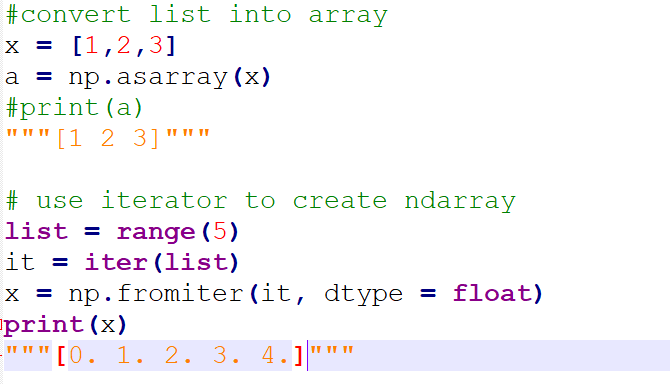 #convert list into array
x = [1,2,3]
a = np.asarray(x)
#print(a)
"""[1 2 3]"""
# use iterator to create ndarray
list = range(5)
it = iter(list)
x = np.fromiter(it, dtype = float)
print(x)
"""[0. 1. 2. 3. 4.]"""